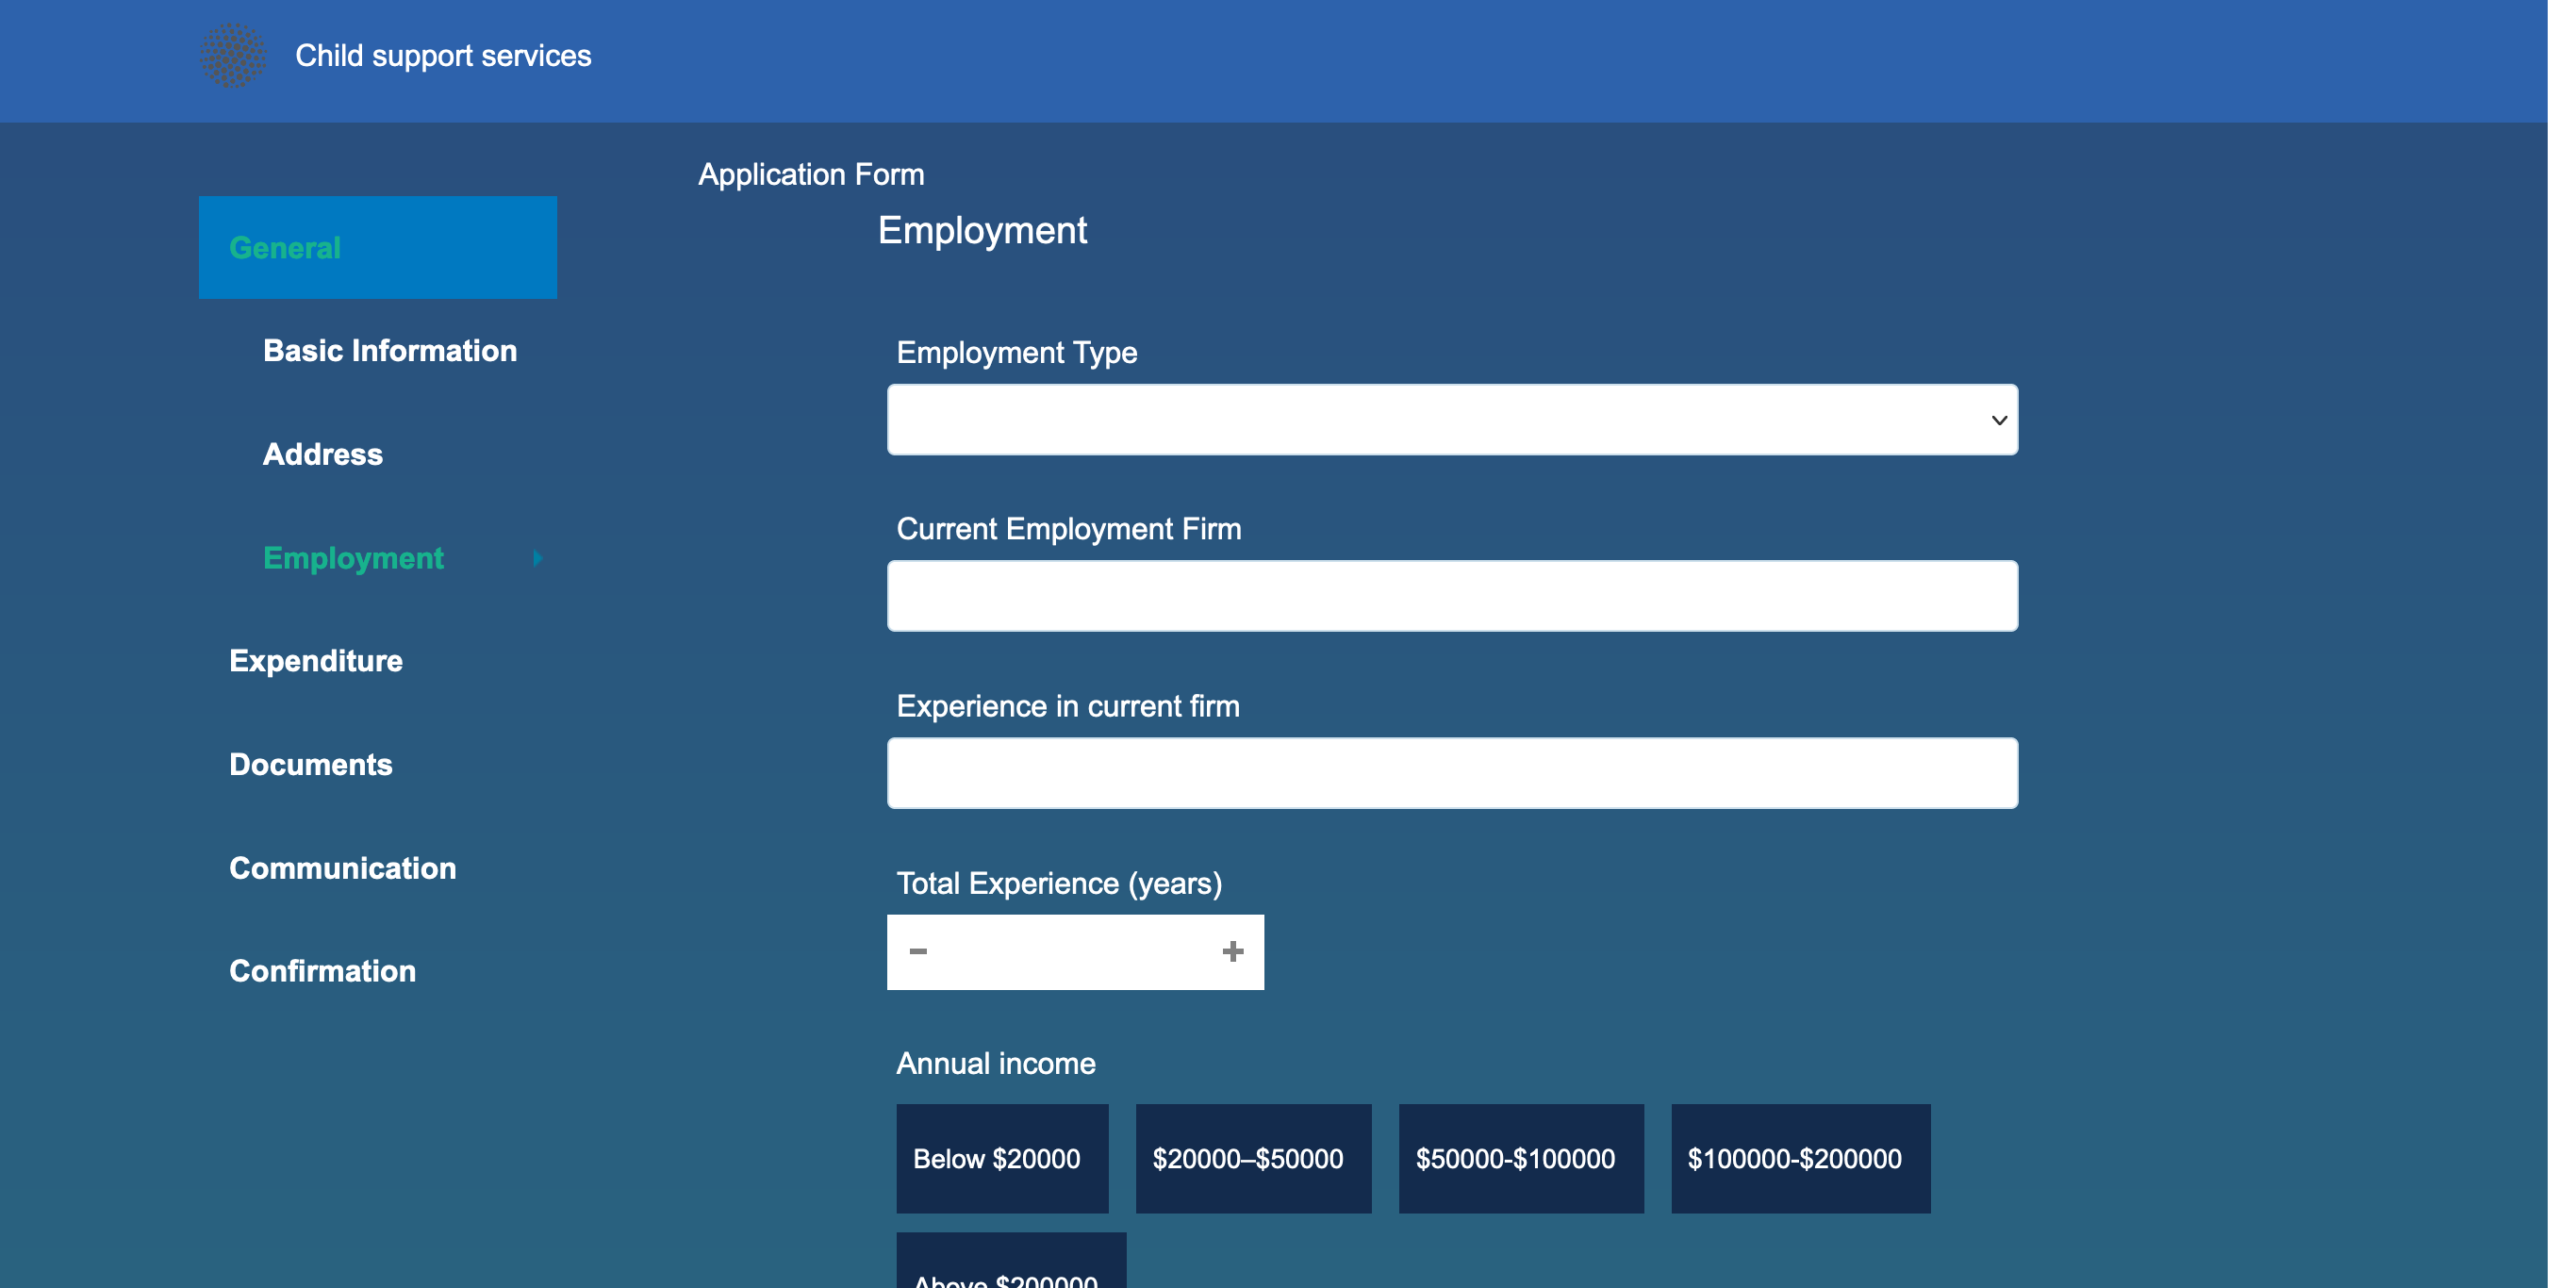 Child support services
General
Basic Information
Address
Employment
Expenditure
Documents
Communication
Confirmation
Application Form
Employment
Employment Type
Current Employment Firm
Experience in current firm
Total Experience (years)
Annual income
Below $20000
$20000–$50000
$50000-$100000
$100000-$200000
Above $200000